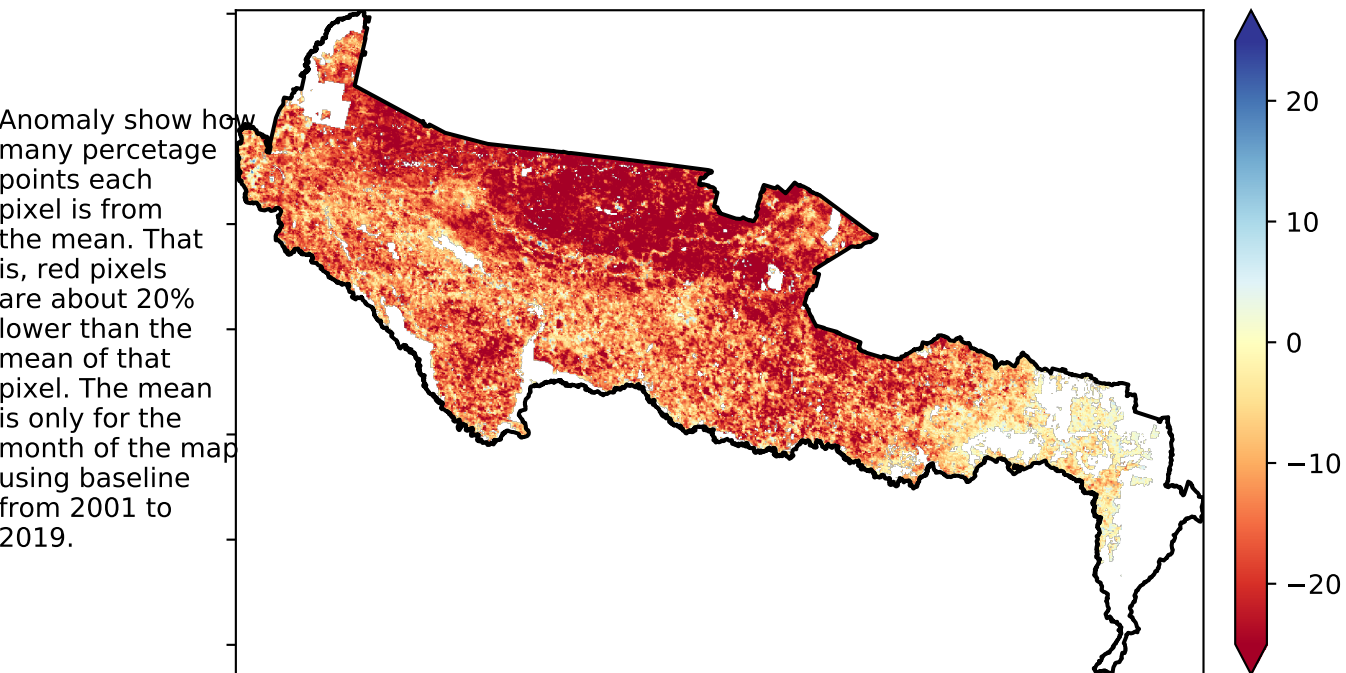 Anomaly show how
many percetage
points each
pixel is from
the mean. That
is, red pixels
are about 20%
lower than the
mean of that
pixel. The mean
is only for the
month of the map
using baseline
from 2001 to
2019.
20
10
0
−10
−20